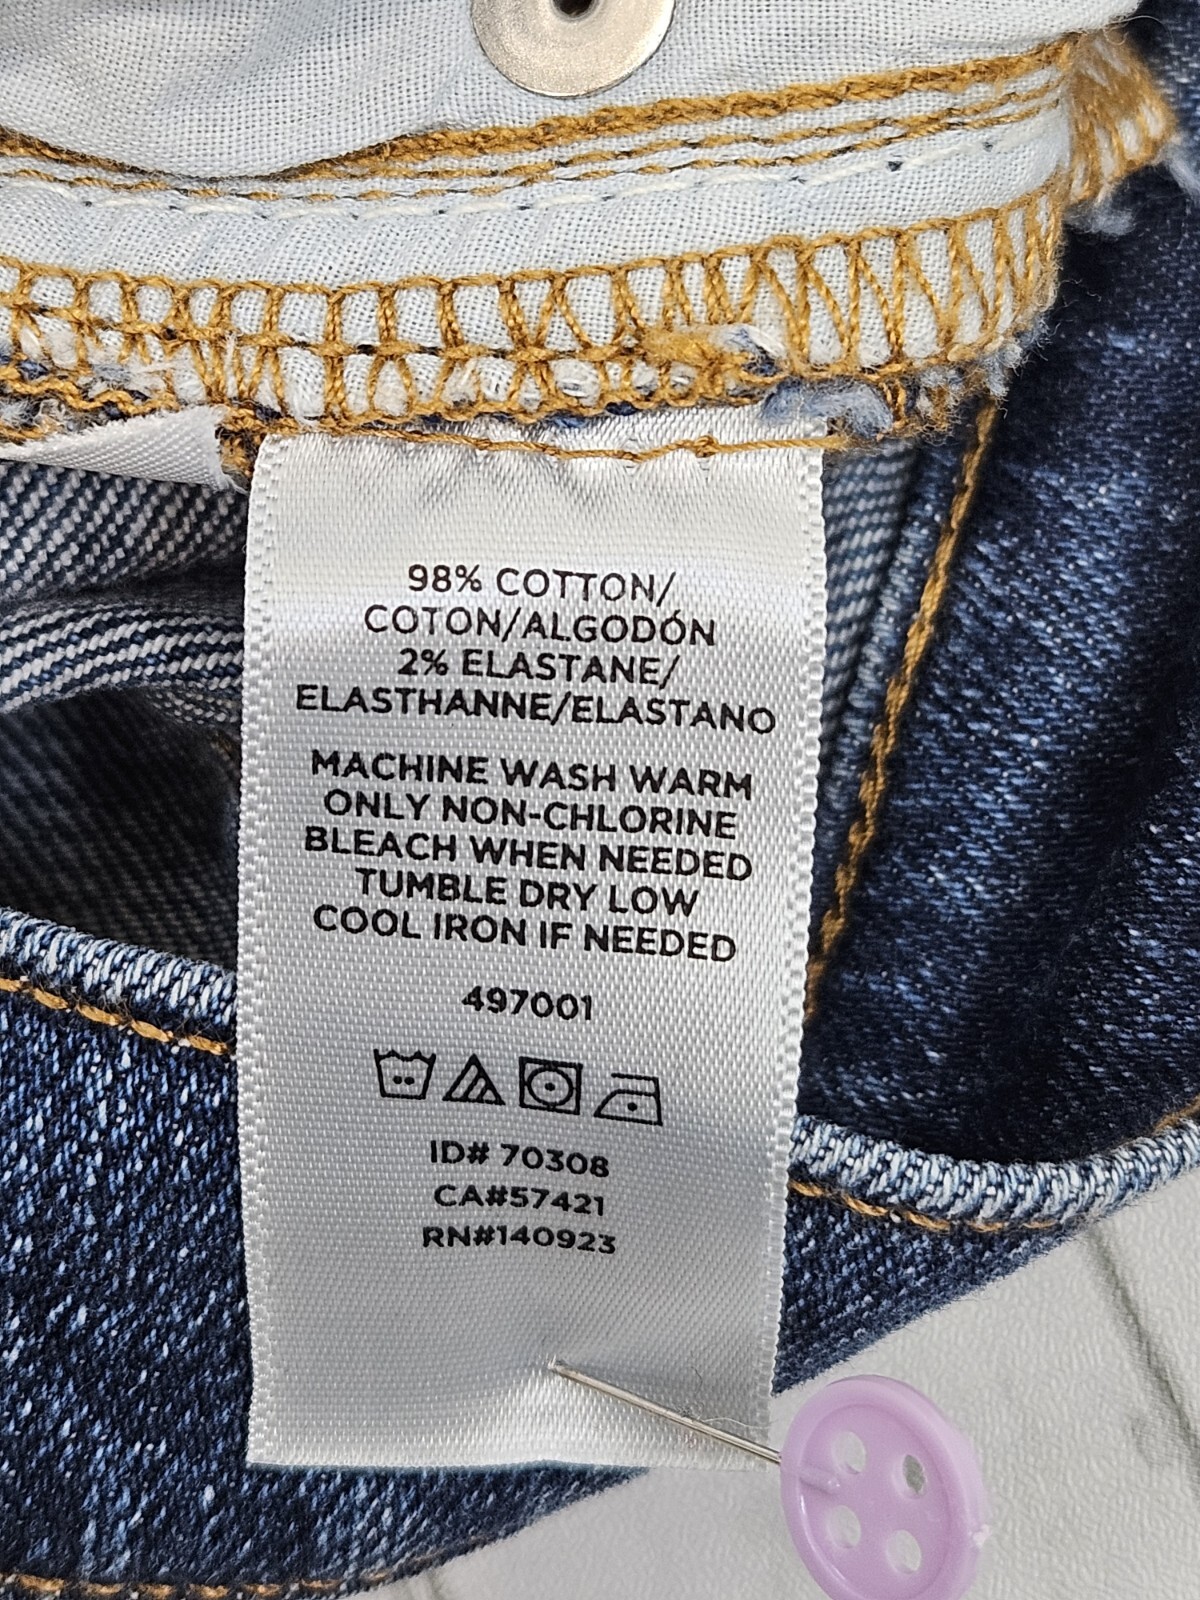 98% COTTON/
COTON/ALGODÓN
2% ELASTANE/
ELASTHANNE/ELASTANO
MACHINE WASH WARM
ONLY NON-CHLORINE
BLEACH WHEN NEEDED
TUMBLE DRY LOW
COOL IRON IF NEEDED
497001
ID# 70308
CA#57421
RN#140923